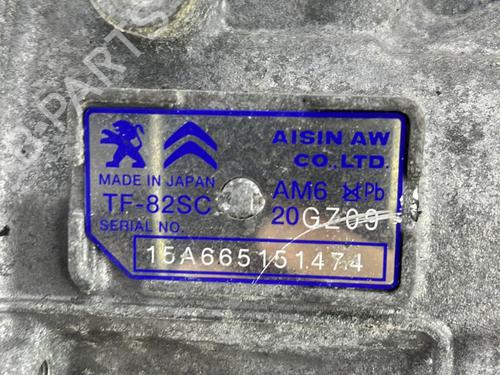 B-PARTS
AISIN AW
CO.,LTD.
MADE IN JAPAN
TF-82SC
AM6 Pb
SERIAL NO.
20GZ09
15A665151474